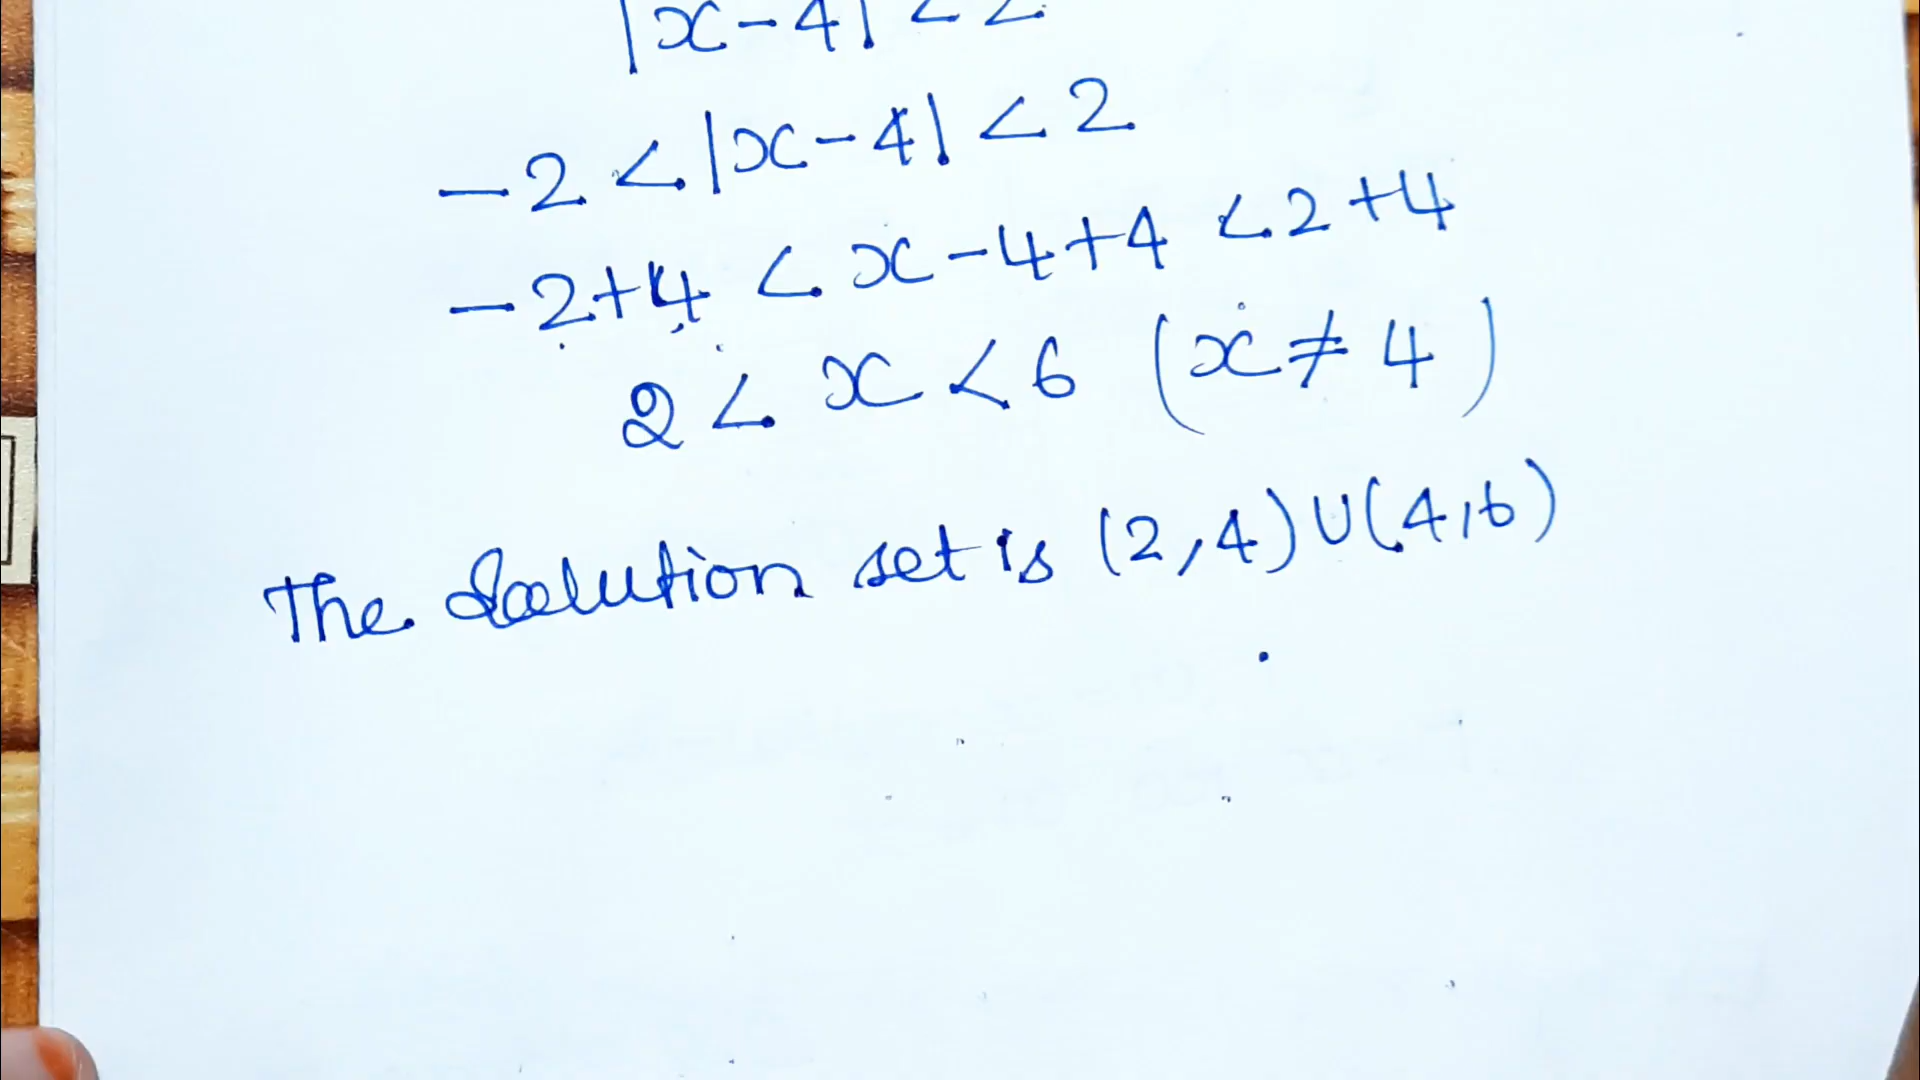 |x-4| < 2
-2 < |x-4| < 2
-2+4 < x-4+4 < 2+4
2 < x < 6 (x ≠ 4)
The Solution set is (2,4)∪(4,6)